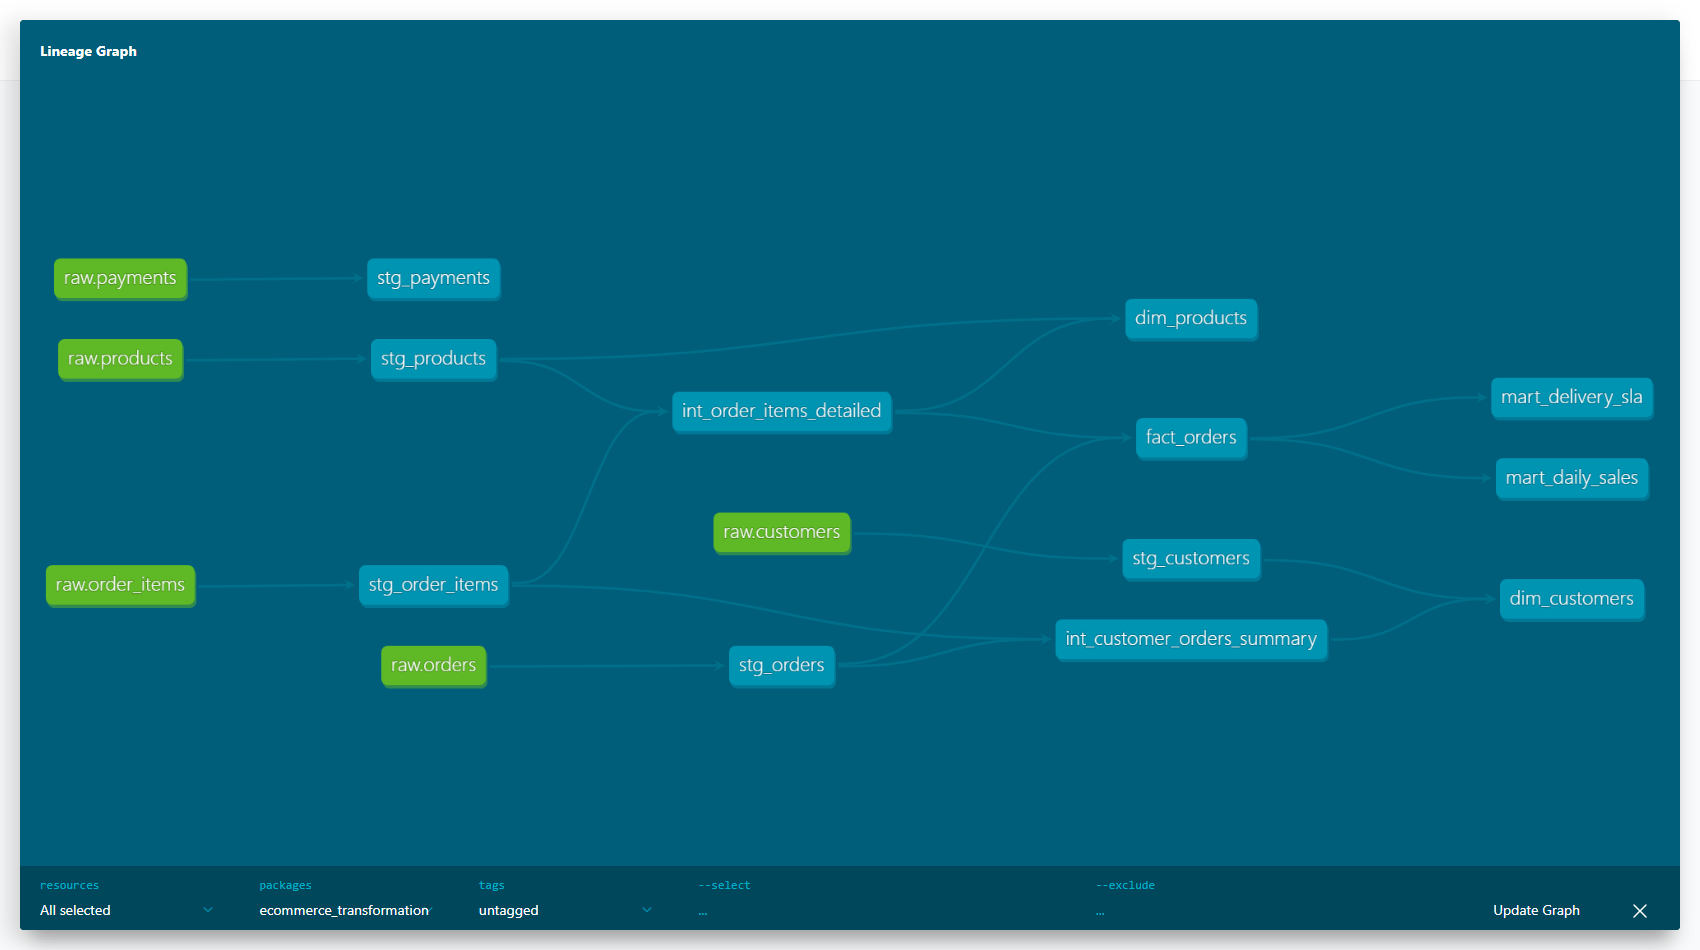 Lineage Graph
raw.payments
stg_payments
dim_products
raw.products
stg_products
mart_delivery_sla
int_order_items_detailed
fact_orders
mart_daily_sales
raw.customers
stg_customers
raw.order_items
stg_order_items
dim_customers
int_customer_orders_summary
raw.orders
stg_orders
resources
packages
tags
--select
--exclude
All selected
ecommerce_transformation
untagged
...
...
Update Graph